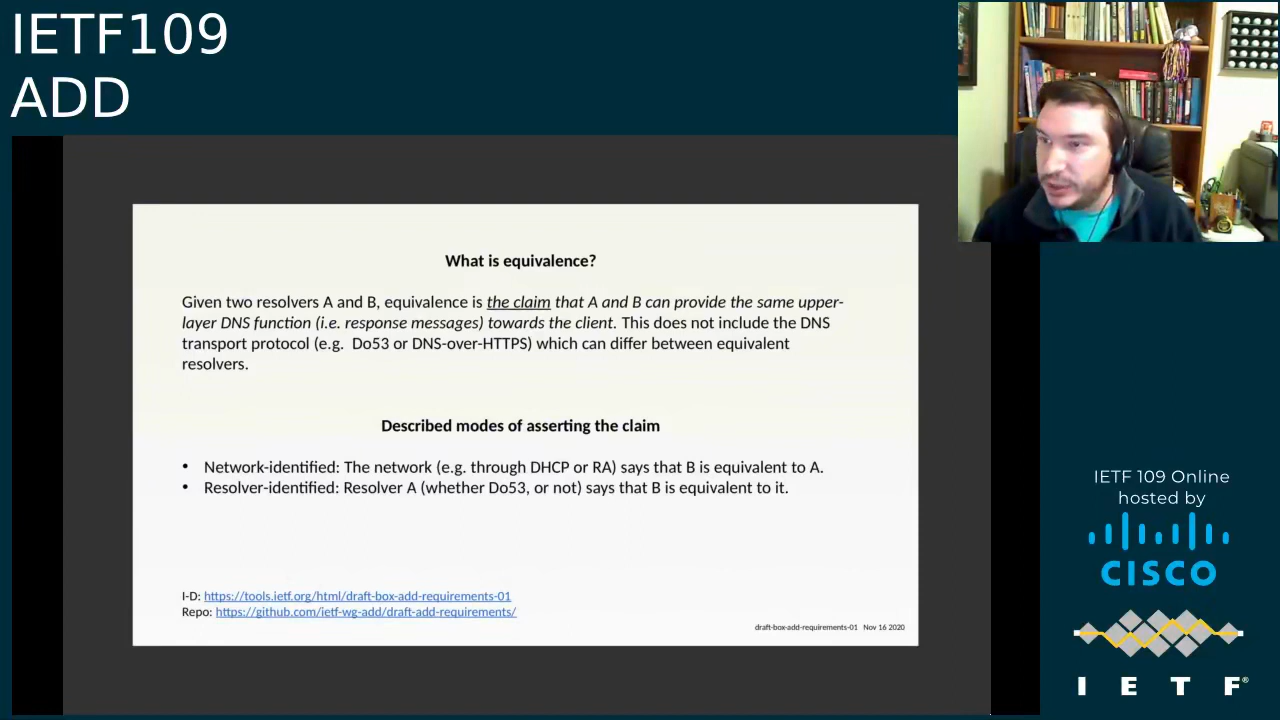 IETF109
ADD
What is equivalence?
Given two resolvers A and B, equivalence is the claim that A and B can provide the same upper-
layer DNS function (i.e. response messages) towards the client. This does not include the DNS
transport protocol (e.g. Do53 or DNS-over-HTTPS) which can differ between equivalent
resolvers.
Described modes of asserting the claim
• Network-identified: The network (e.g. through DHCP or RA) says that B is equivalent to A.
• Resolver-identified: Resolver A (whether Do53, or not) says that B is equivalent to it.
I-D: https://tools.ietf.org/html/draft-box-add-requirements-01
Repo: https://github.com/ietf-wg-add/draft-add-requirements/
draft-box-add-requirements-01 Nov 16 2020
IETF 109 Online
hosted by
CISCO
IETF®